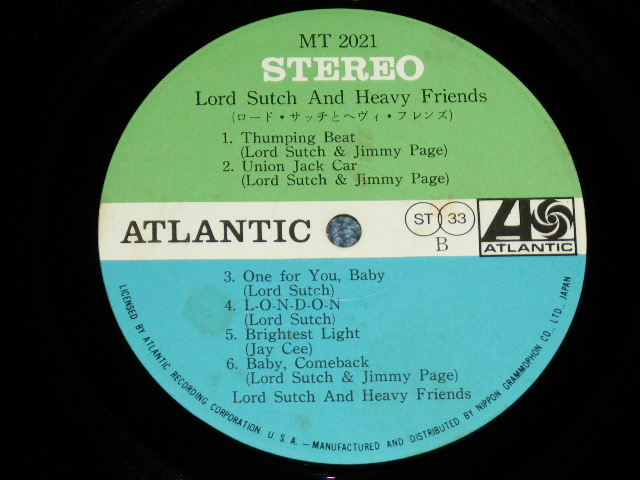 MT 2021
STEREO
Lord Sutch And Heavy Friends
(ロード・サッチとヘヴィ・フレンズ)
1. Thumping Beat
(Lord Sutch & Jimmy Page)
2. Union Jack Car
(Lord Sutch & Jimmy Page)
ATLANTIC
ST 33
B
ATLANTIC
3. One for You, Baby
(Lord Sutch)
4. L-O-N-D-O-N
(Lord Sutch)
5. Brightest Light
(Jay Cee)
6. Baby, Comeback
(Lord Sutch & Jimmy Page)
Lord Sutch And Heavy Friends
LICENSED BY ATLANTIC RECORDING CORPORATION, U. S. A. — MANUFACTURED AND DISTRIBUTED BY NIPPON GRAMMOPHON CO., LTD., JAPAN